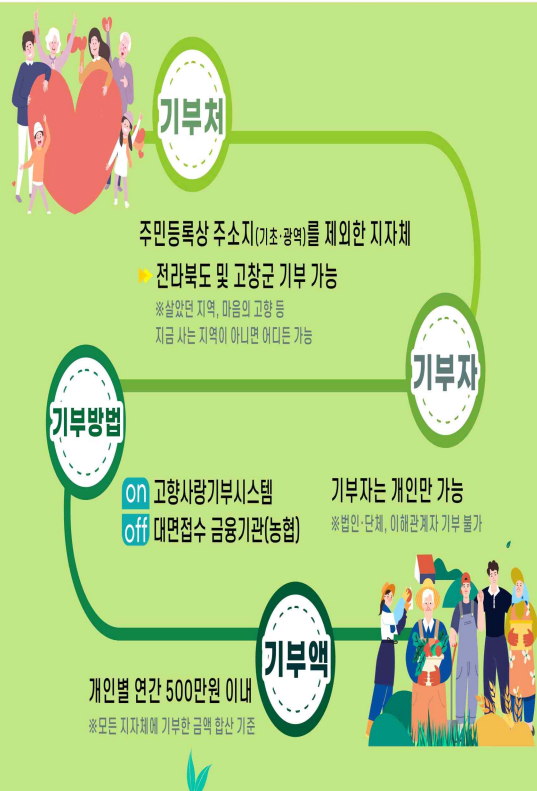 기부처
주민등록상 주소지(기초·광역)를 제외한 지자체
전라북도 및 고창군 기부 가능
※살았던 지역, 마음의 고향 등
지금 사는 지역이 아니면 어디든 가능
기부자
기부자는 개인만 가능
※법인·단체, 이해관계자 기부 불가
기부방법
on 고향사랑기부시스템
off 대면접수 금융기관(농협)
기부액
개인별 연간 500만원 이내
※모든 지자체에 기부한 금액 합산 기준